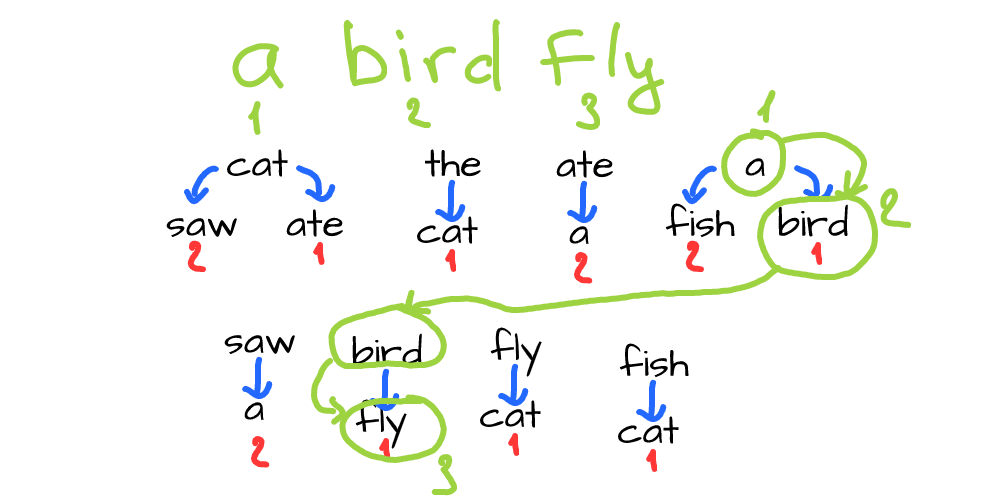 a bird fly
1 2 3
1
cat the ate a
saw ate cat a fish bird 2
2 1 1 2 2 1
saw bird fly fish
a fly cat cat
2 1 1 1
3